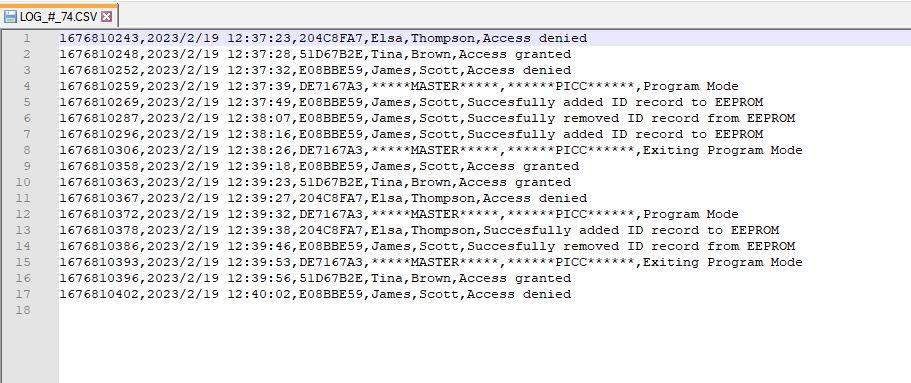 LOG_#_74.CSV
1 1676810243,2023/2/19 12:37:23,204C8FA7,Elsa,Thompson,Access denied
2 1676810248,2023/2/19 12:37:28,51D67B2E,Tina,Brown,Access granted
3 1676810252,2023/2/19 12:37:32,E08BBE59,James,Scott,Access denied
4 1676810259,2023/2/19 12:37:39,DE7167A3,*****MASTER*****,******PICC******,Program Mode
5 1676810269,2023/2/19 12:37:49,E08BBE59,James,Scott,Succesfully added ID record to EEPROM
6 1676810287,2023/2/19 12:38:07,E08BBE59,James,Scott,Succesfully removed ID record from EEPROM
7 1676810296,2023/2/19 12:38:16,E08BBE59,James,Scott,Succesfully added ID record to EEPROM
8 1676810306,2023/2/19 12:38:26,DE7167A3,*****MASTER*****,******PICC******,Exiting Program Mode
9 1676810358,2023/2/19 12:39:18,E08BBE59,James,Scott,Access granted
10 1676810363,2023/2/19 12:39:23,51D67B2E,Tina,Brown,Access granted
11 1676810367,2023/2/19 12:39:27,204C8FA7,Elsa,Thompson,Access denied
12 1676810372,2023/2/19 12:39:32,DE7167A3,*****MASTER*****,******PICC******,Program Mode
13 1676810378,2023/2/19 12:39:38,204C8FA7,Elsa,Thompson,Succesfully added ID record to EEPROM
14 1676810386,2023/2/19 12:39:46,E08BBE59,James,Scott,Succesfully removed ID record from EEPROM
15 1676810393,2023/2/19 12:39:53,DE7167A3,*****MASTER*****,******PICC******,Exiting Program Mode
16 1676810396,2023/2/19 12:39:56,51D67B2E,Tina,Brown,Access granted
17 1676810402,2023/2/19 12:40:02,E08BBE59,James,Scott,Access denied
18